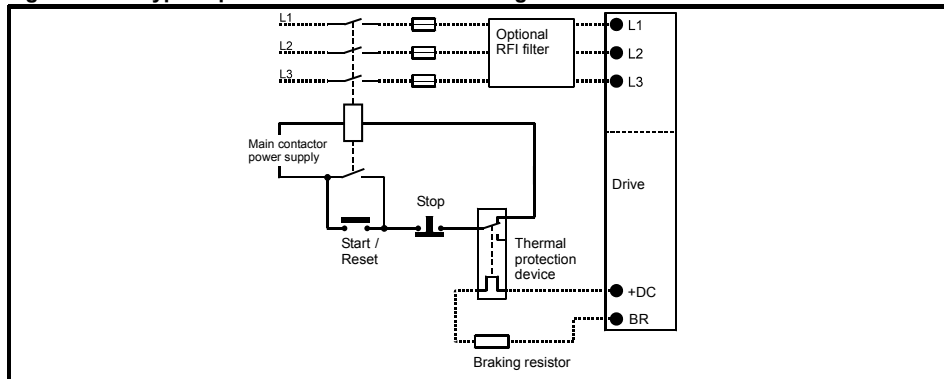 L1
L2
L3
Optional
RFI filter
L1
L2
L3
Main contactor
power supply
Drive
Stop
Start /
Reset
Thermal
protection
device
+DC
BR
Braking resistor